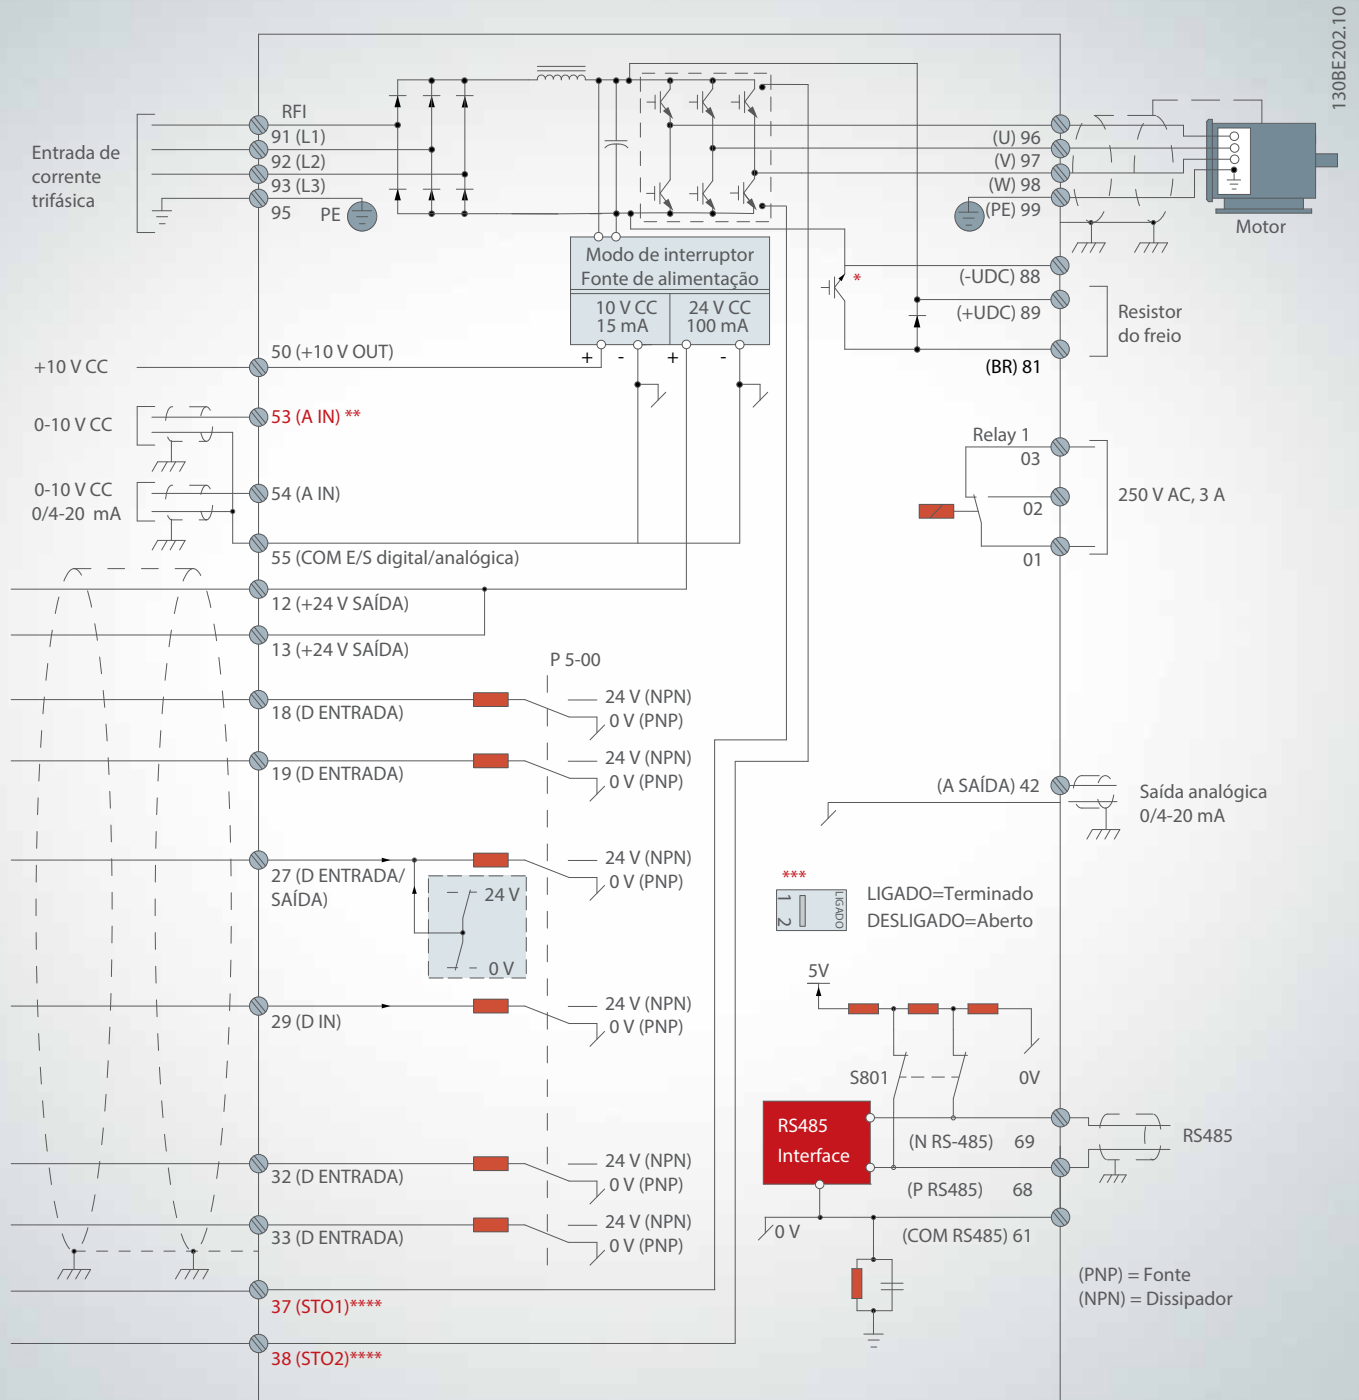 130BE202.10
RFI
91 (L1)
92 (L2)
93 (L3)
95
PE
Entrada de
corrente
trifásica
(U) 96
(V) 97
(W) 98
(PE) 99
Motor
Modo de interruptor
Fonte de alimentação
10 V CC
15 mA
24 V CC
100 mA
+ - + -
*
(-UDC) 88
(+UDC) 89
(BR) 81
Resistor
do freio
+10 V CC
50 (+10 V OUT)
0-10 V CC
53 (A IN) **
0-10 V CC
0/4-20 mA
54 (A IN)
55 (COM E/S digital/analógica)
Relay 1
03
02
01
250 V AC, 3 A
12 (+24 V SAÍDA)
13 (+24 V SAÍDA)
P 5-00
18 (D ENTRADA)
24 V (NPN)
0 V (PNP)
19 (D ENTRADA)
24 V (NPN)
0 V (PNP)
27 (D ENTRADA/
SAÍDA)
24 V (NPN)
0 V (PNP)
24 V
0 V
29 (D IN)
24 V (NPN)
0 V (PNP)
32 (D ENTRADA)
24 V (NPN)
0 V (PNP)
33 (D ENTRADA)
24 V (NPN)
0 V (PNP)
37 (STO1)****
38 (STO2)****
(A SAÍDA) 42
Saída analógica
0/4-20 mA
***
1 2
LIGADO
LIGADO=Terminado
DESLIGADO=Aberto
5V
S801
0V
RS485
Interface
(N RS-485) 69
(P RS485) 68
RS485
0 V
(COM RS485) 61
(PNP) = Fonte
(NPN) = Dissipador